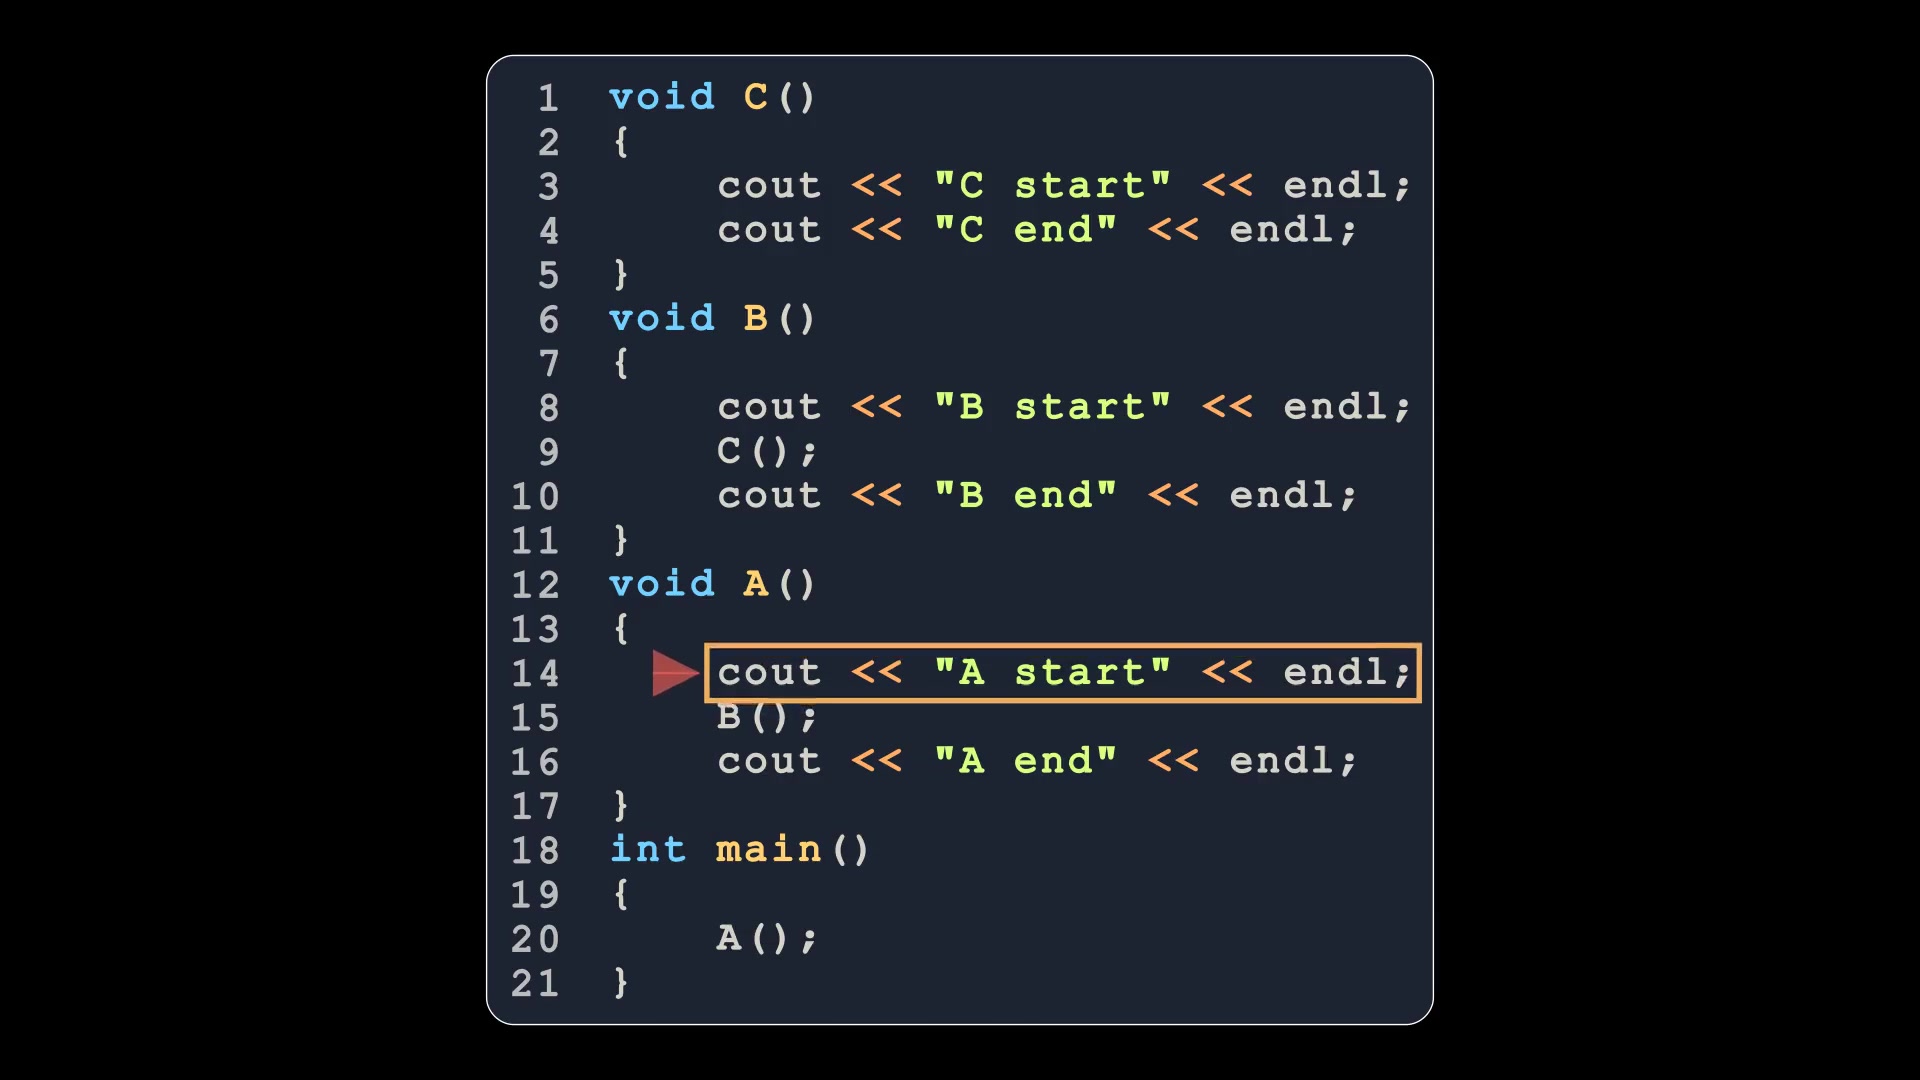 1 void C()
2 {
3 cout << "C start" << endl;
4 cout << "C end" << endl;
5 }
6 void B()
7 {
8 cout << "B start" << endl;
9 C();
10 cout << "B end" << endl;
11 }
12 void A()
13 {
14 cout << "A start" << endl;
15 B();
16 cout << "A end" << endl;
17 }
18 int main()
19 {
20 A();
21 }